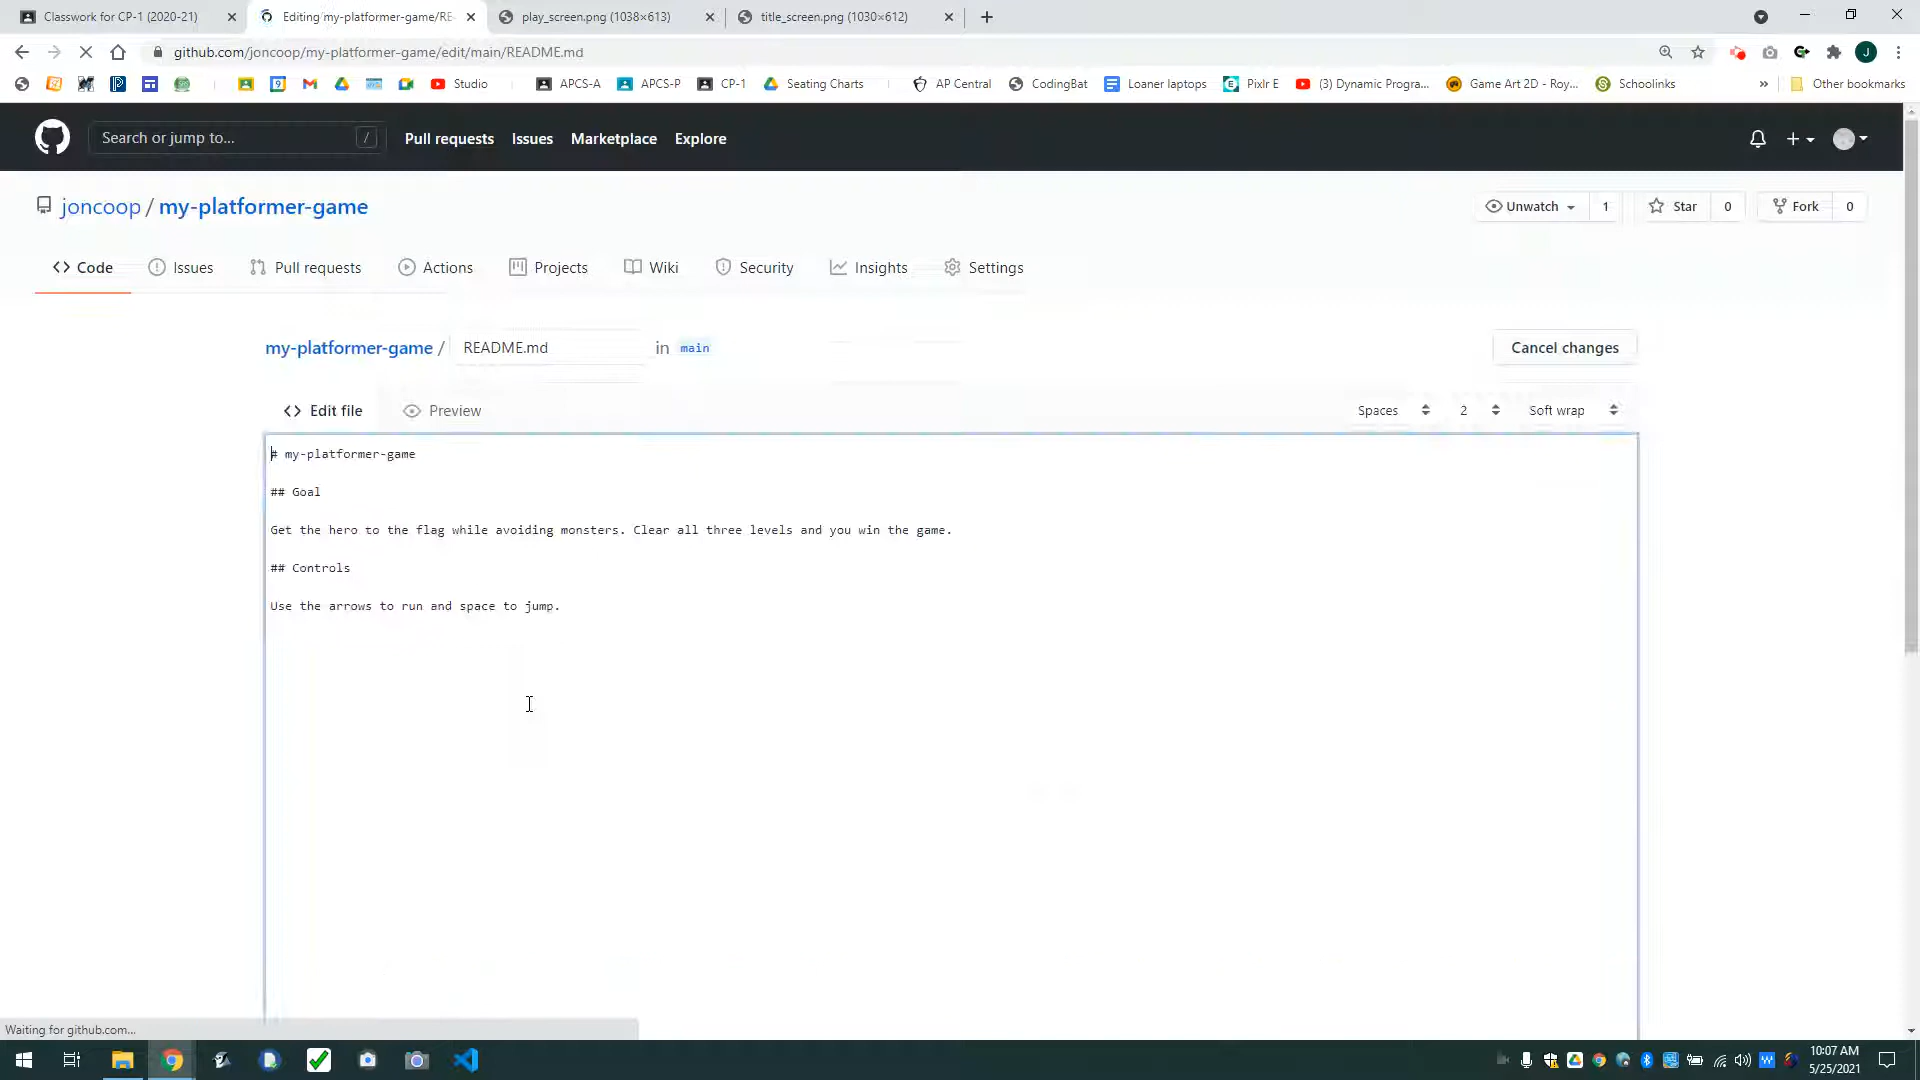 Classwork for CP-1 (2020-21)
Editing my-platformer-game/RE
play_screen.png (1038×613)
title_screen.png (1030×612)
github.com/joncoop/my-platformer-game/edit/main/README.md
J
Studio
APCS-A
APCS-P
CP-1
Seating Charts
AP Central
CodingBat
Loaner laptops
Pixlr E
(3) Dynamic Progra...
Game Art 2D - Roy...
Schoolinks
»
Other bookmarks
Search or jump to...
/
Pull requests
Issues
Marketplace
Explore
joncoop / my-platformer-game
Unwatch
1
Star
0
Fork
0
Code
Issues
Pull requests
Actions
Projects
Wiki
Security
Insights
Settings
my-platformer-game / README.md in main
Cancel changes
<> Edit file
Preview
Spaces
2
Soft wrap
# my-platformer-game
## Goal
Get the hero to the flag while avoiding monsters. Clear all three levels and you win the game.
## Controls
Use the arrows to run and space to jump.
Waiting for github.com...
10:07 AM
5/25/2021